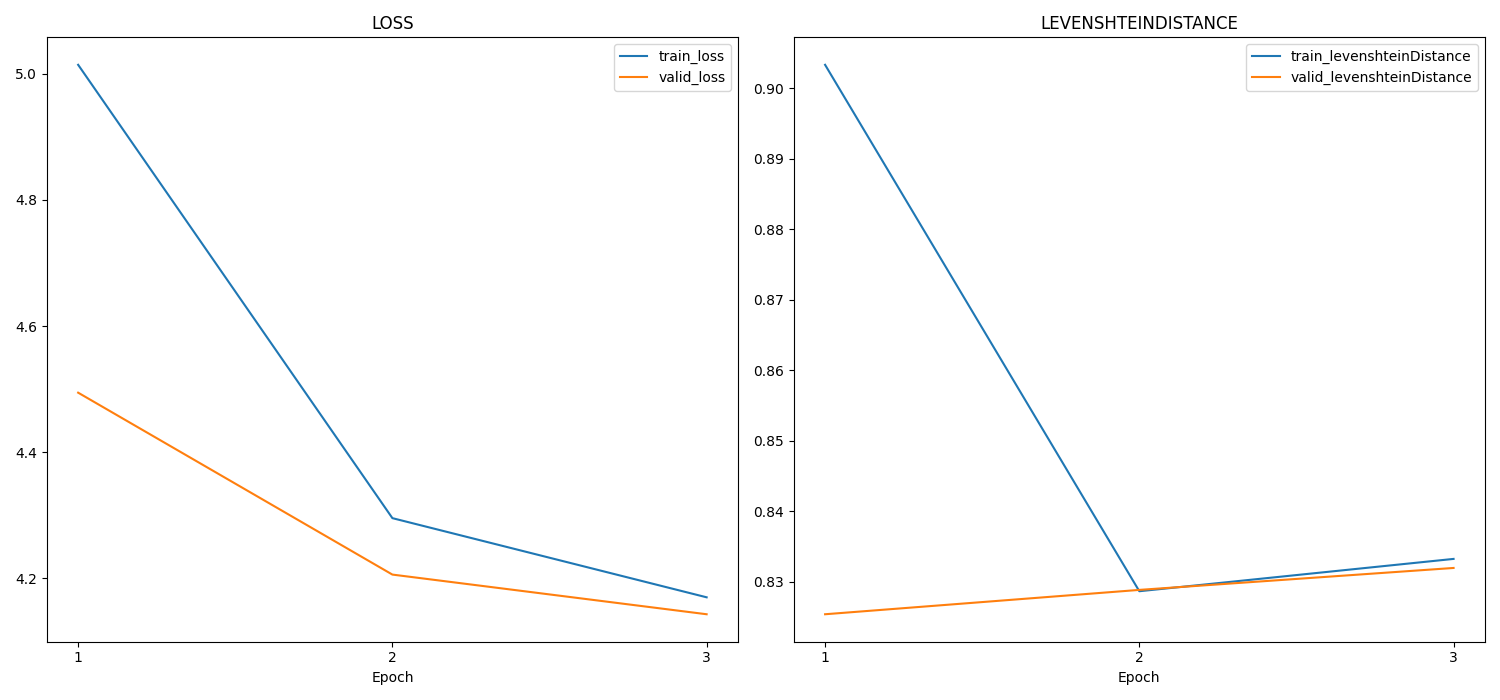 LOSS
train_loss
valid_loss
5.0
4.8
4.6
4.4
4.2
1
2
3
Epoch
LEVENSHTEINDISTANCE
train_levenshteinDistance
valid_levenshteinDistance
0.90
0.89
0.88
0.87
0.86
0.85
0.84
0.83
1
2
3
Epoch